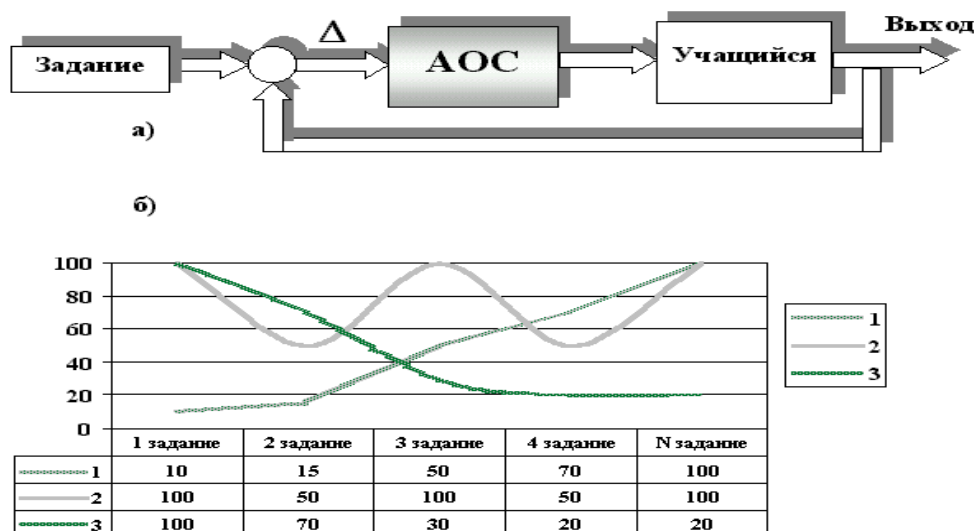 Выход
Δ
Задание
АОС
Учащийся
а)
б)
100
80
60
40
20
0
1
2
3
1 задание 2 задание 3 задание 4 задание N задание
1 10 15 50 70 100
2 100 50 100 50 100
3 100 70 30 20 20